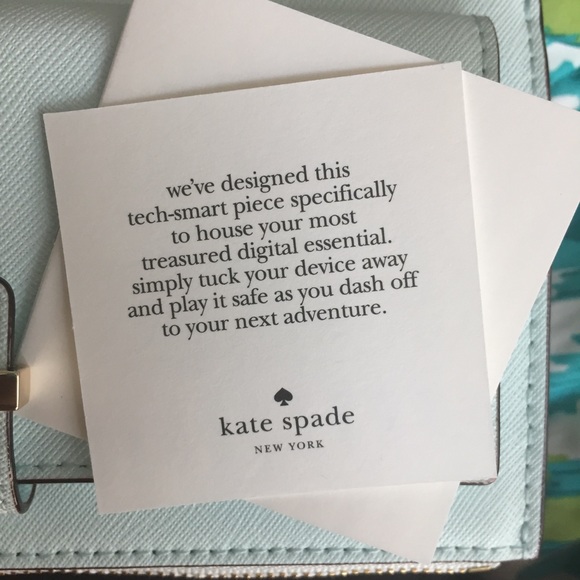 we've designed this
tech-smart piece specifically
to house your most
treasured digital essential.
simply tuck your device away
and play it safe as you dash off
to your next adventure.
kate spade
NEW YORK